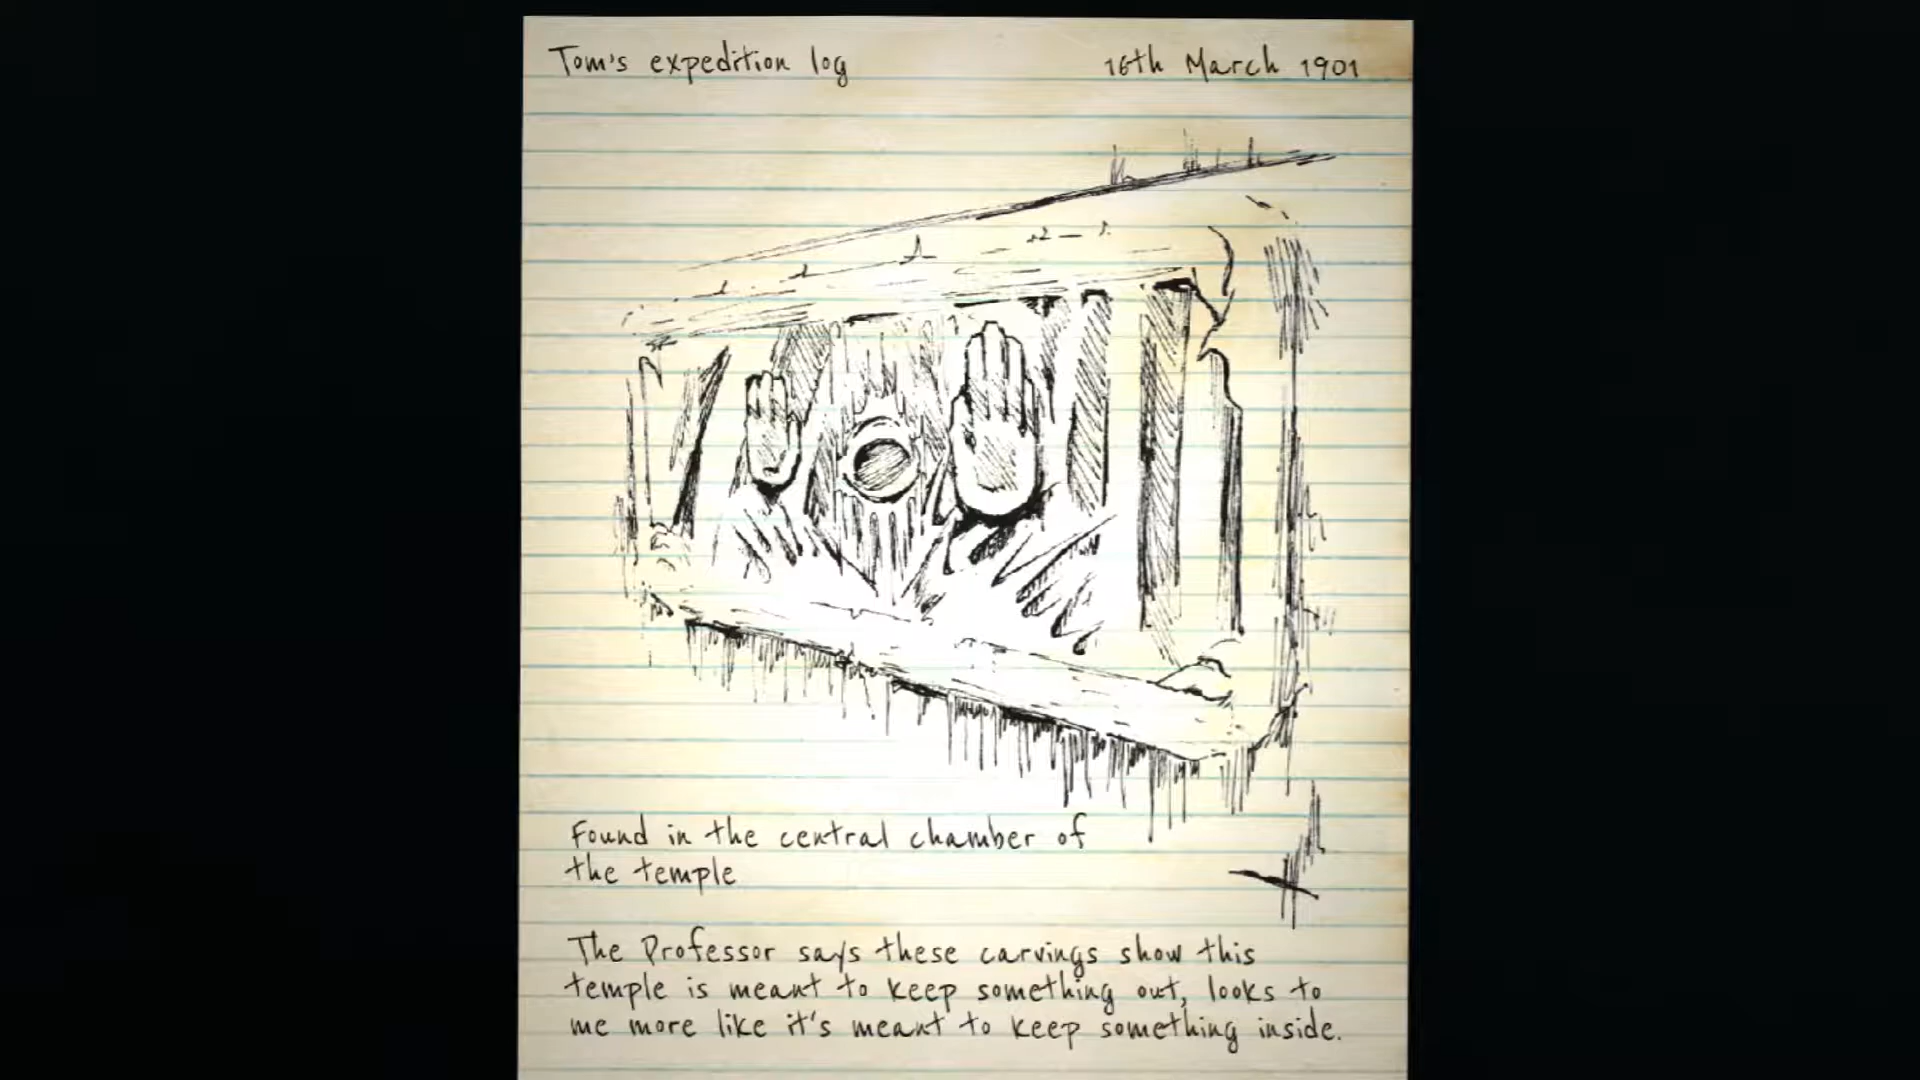 Tom's expedition log
16th March 1901
Found in the central chamber of
the temple
The Professor says these carvings show this
temple is meant to keep something out, looks to
me more like it's meant to keep something inside.